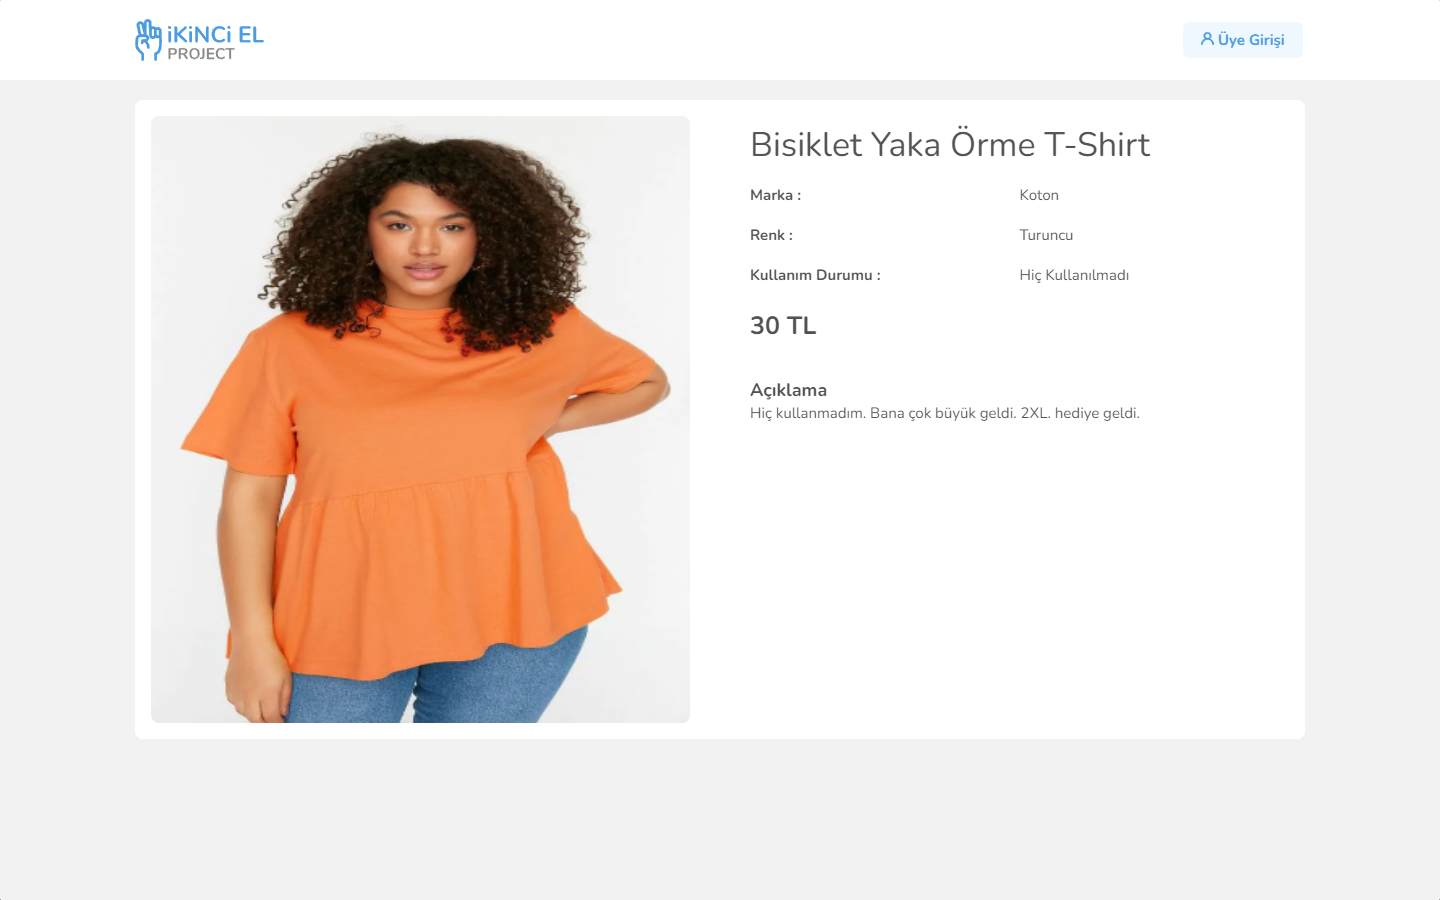 iKiNCi EL
PROJECT
Üye Girişi
Bisiklet Yaka Örme T-Shirt
Marka : Koton
Renk : Turuncu
Kullanım Durumu : Hiç Kullanılmadı
30 TL
Açıklama
Hiç kullanmadım. Bana çok büyük geldi. 2XL. hediye geldi.